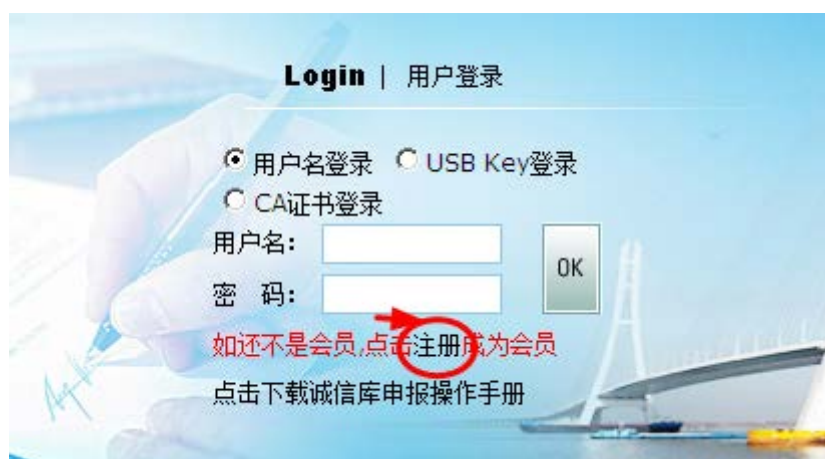 Login | 用户登录
用户名登录 USB Key登录
CA证书登录
用户名：
OK
密 码：
如还不是会员,点击注册成为会员
点击下载诚信库申报操作手册